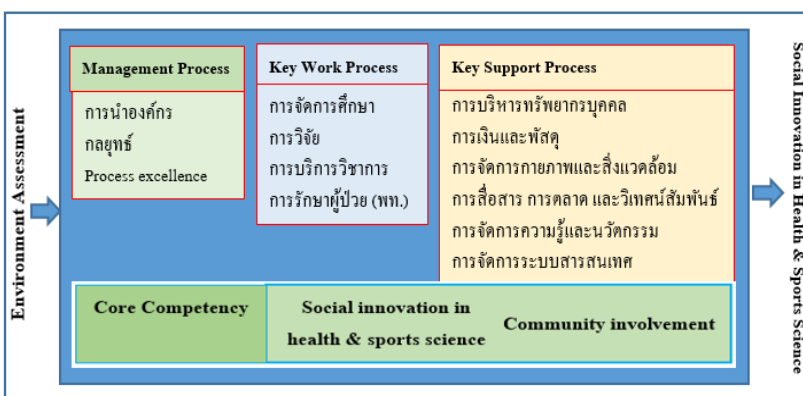 Environment Assessment
Management Process
การนำองค์กร
กลยุทธ์
Process excellence
Key Work Process
การจัดการศึกษา
การวิจัย
การบริการวิชาการ
การรักษาผู้ป่วย (พท.)
Key Support Process
การบริหารทรัพยากรบุคคล
การเงินและพัสดุ
การจัดการกายภาพและสิ่งแวดล้อม
การสื่อสาร การตลาด และวิเทศน์สัมพันธ์
การจัดการความรู้และนวัตกรรม
การจัดการระบบสารสนเทศ
Core Competency
Social innovation in
health & sports science
Community involvement
Social Innovation in Health & Sports Science